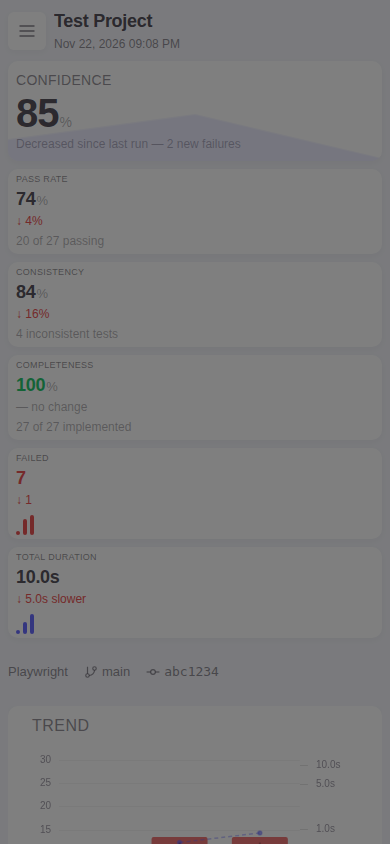 Test Project
Nov 22, 2026 09:08 PM
CONFIDENCE
85%
Decreased since last run — 2 new failures
PASS RATE
74%
↓ 4%
20 of 27 passing
CONSISTENCY
84%
↓ 16%
4 inconsistent tests
COMPLETENESS
100%
— no change
27 of 27 implemented
FAILED
7
↓ 1
TOTAL DURATION
10.0s
↓ 5.0s slower
Playwright main abc1234
TREND
30 10.0s
25 5.0s
20
15 1.0s